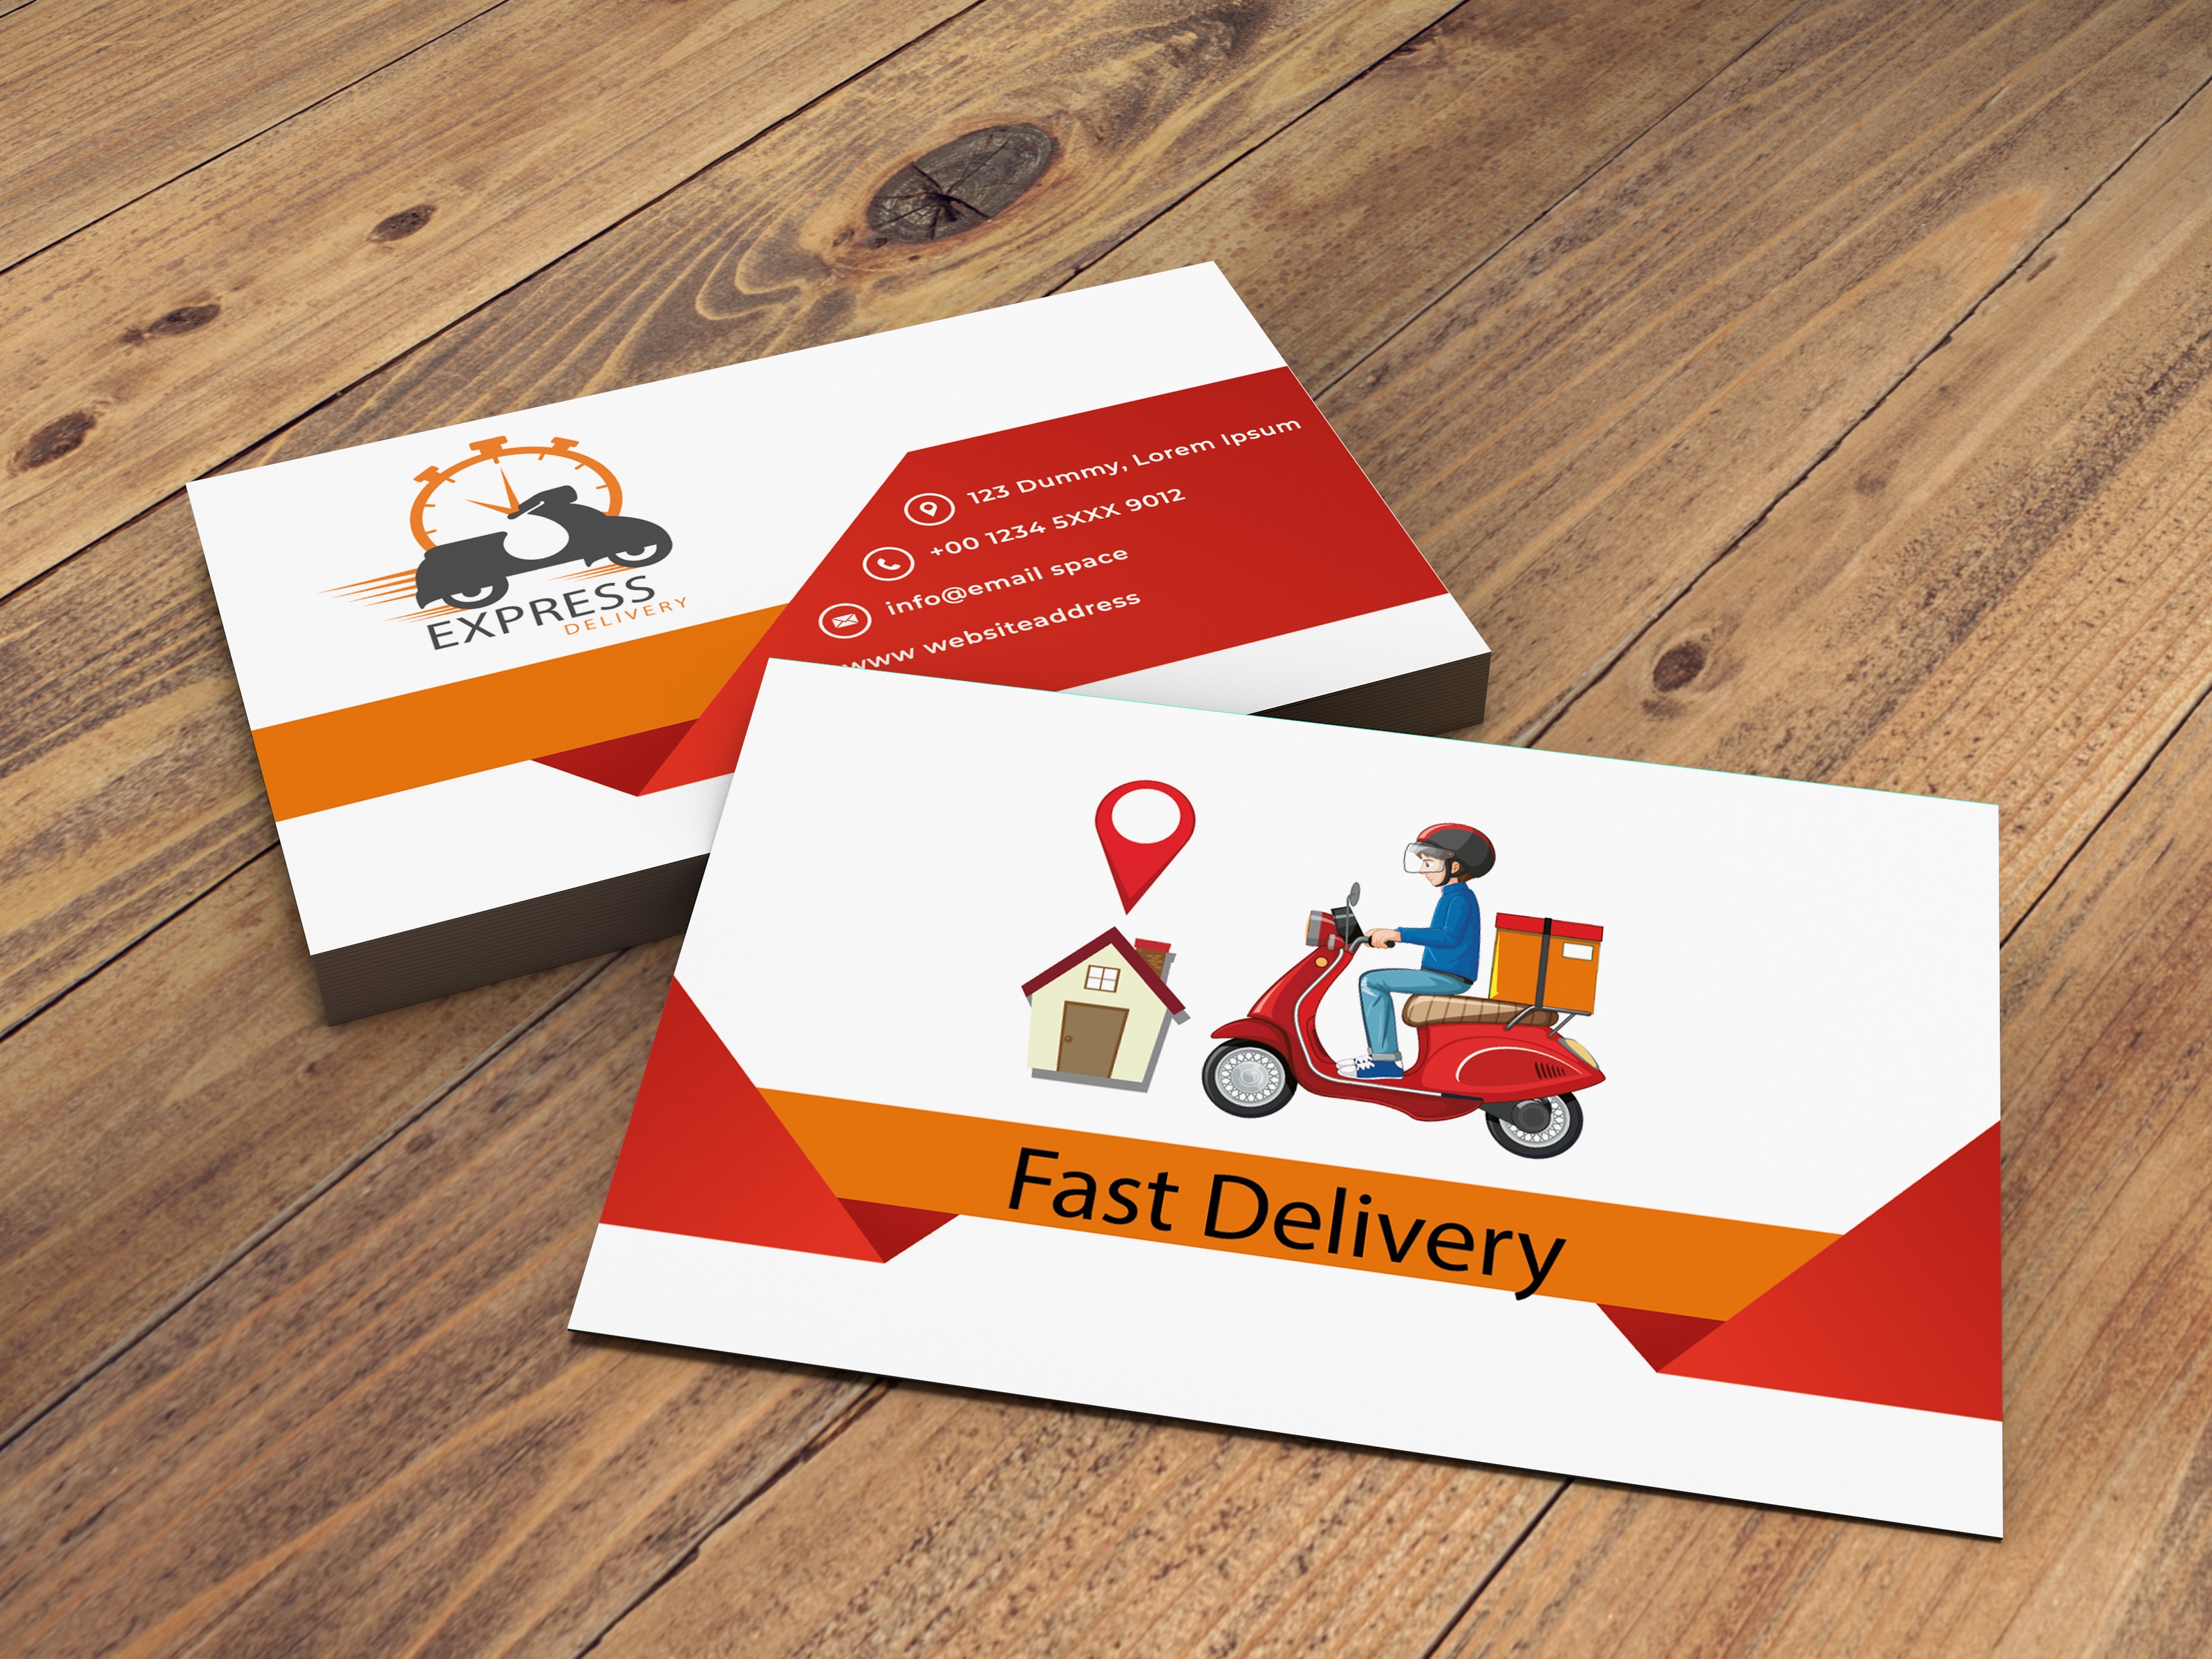 EXPRESS
DELIVERY
123 Dummy, Lorem Ipsum
+00 1234 5XXX 9012
info@email space
www websiteaddress
Fast Delivery